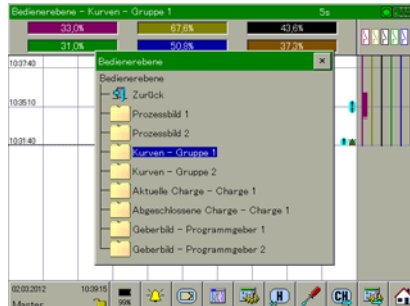 Bedienerebene - Kurven - Gruppe 1 5s
33,0% 67,6% 43,6%
31,0% 50,8% 37,3%
10:37:40
Bedienerebene
Bedienerebene
Zurück
Prozessbild 1
10:35:10
Prozessbild 2
10:31:40
Kurven - Gruppe 1
Kurven - Gruppe 2
Aktuelle Charge - Charge 1
Abgeschlossene Charge - Charge 1
Geberbild - Programmgeber 1
Geberbild - Programmgeber 2
02.03.2012 10:39:15
Master 99% H CH